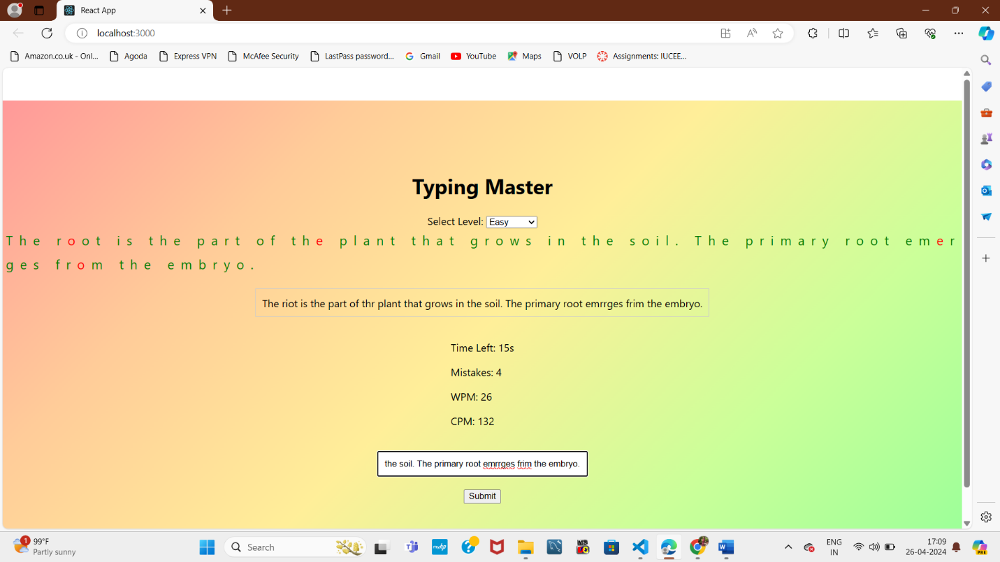 React App
localhost:3000
Amazon.co.uk - Onl... Agoda Express VPN McAfee Security LastPass password... Gmail YouTube Maps VOLP Assignments: IUCEE...
Typing Master
Select Level: Easy
The root is the part of the plant that grows in the soil. The primary root emer
ges from the embryo.
The riot is the part of thr plant that grows in the soil. The primary root emrrges frim the embryo.
Time Left: 15s
Mistakes: 4
WPM: 26
CPM: 132
the soil. The primary root emrrges frim the embryo.
Submit
1 99°F
Partly sunny
Search
ENG
IN
17:09
26-04-2024
PRE